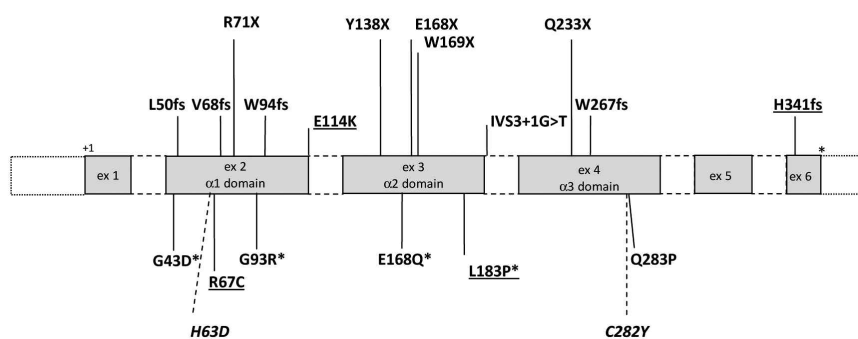 R71X
Y138X
E168X
Q233X
W169X
L50fs
V68fs
W94fs
E114K
IVS3+1G>T
W267fs
H341fs
+1
*
ex 1
ex 2
α1 domain
ex 3
α2 domain
ex 4
α3 domain
ex 5
ex 6
G43D*
R67C
G93R*
E168Q*
L183P*
Q283P
H63D
C282Y